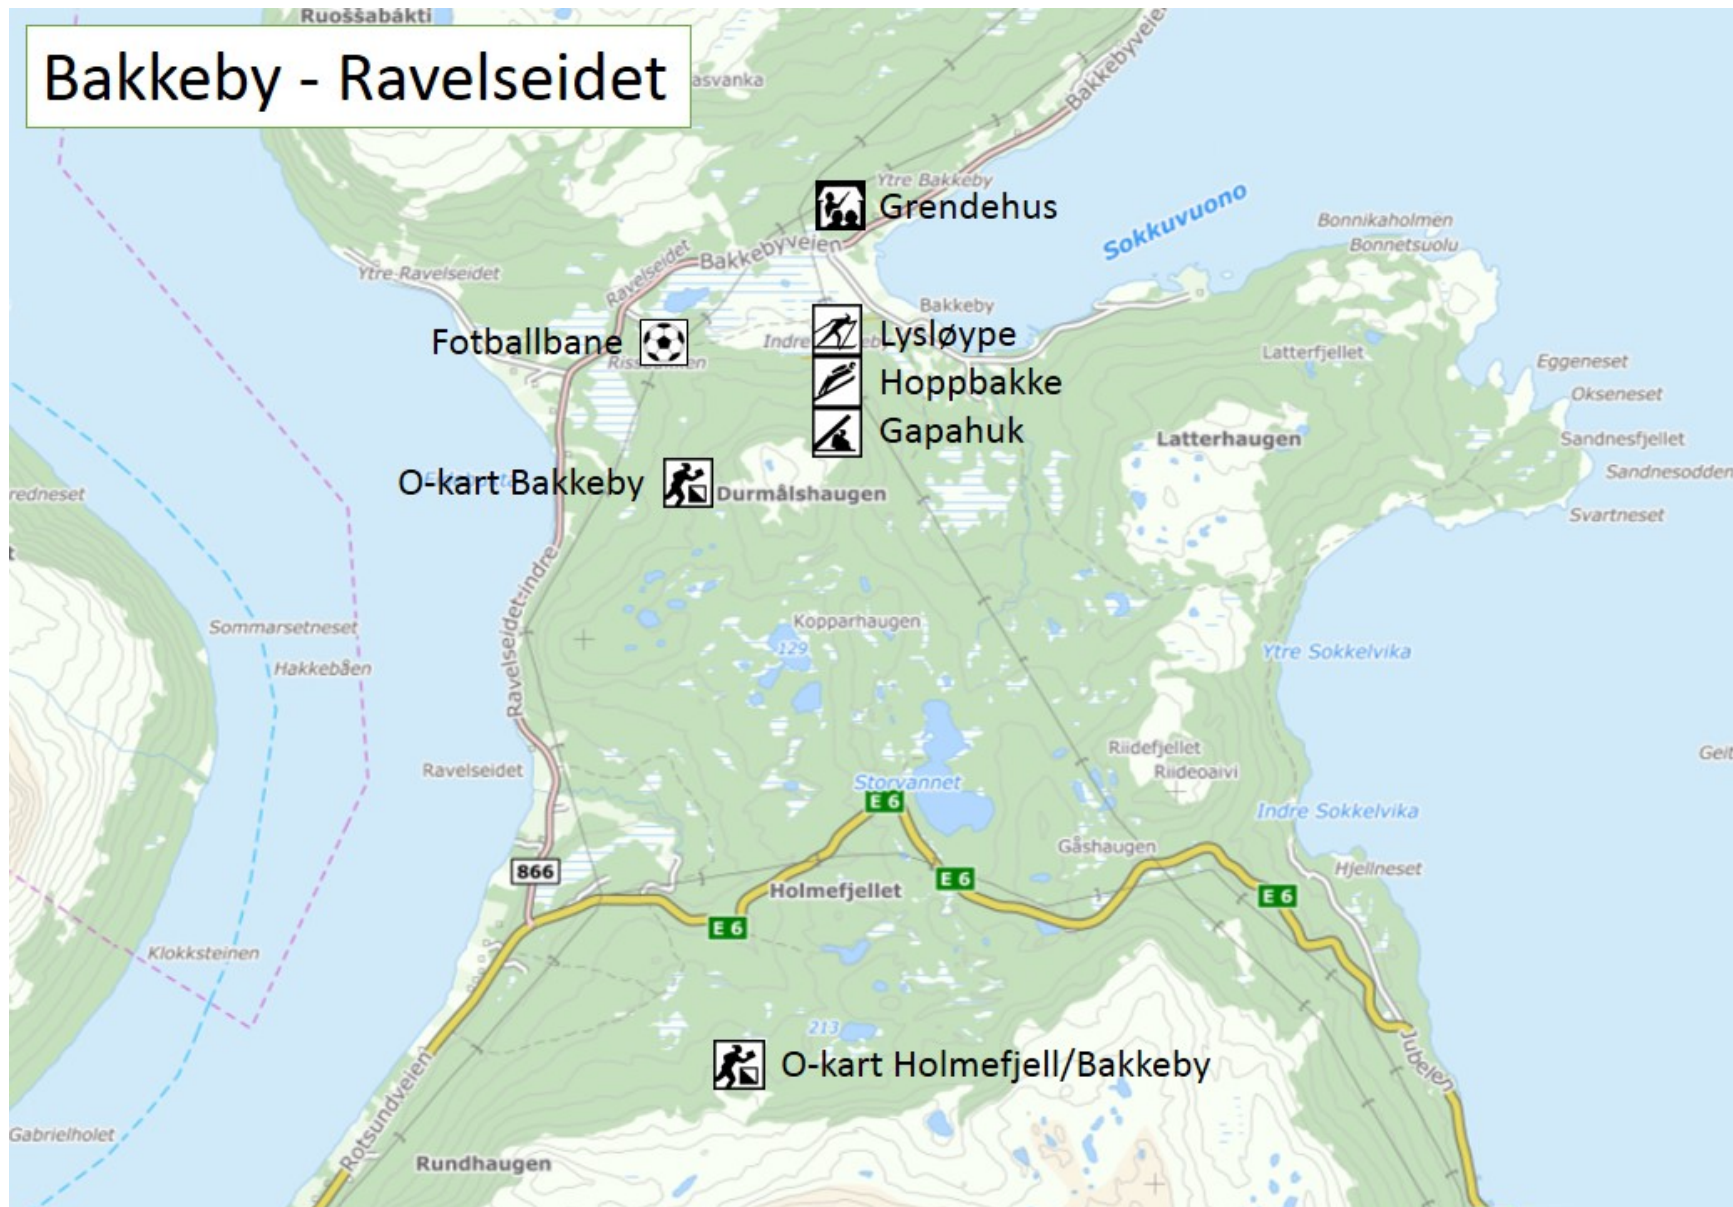 Ruoššabákti
Bakkeby - Ravelseidet
asvanka
Bakkebyveien
Ytre Bakkeby
Grendehus
Sokkuvuono
Bonnikaholmen
Bonnetsuolu
Bakkebyveien
Ravelseidet
Ytre Ravelseidet
Bakkeby
Fotballbane
Lysløype
Indre
Latterfjellet
Eggeneset
Hoppbakke
Okseneset
Gapahuk
Latterhaugen
Sandnesfjellet
Sandnesodden
O-kart Bakkeby
Durmålshaugen
redneset
Svartneset
Ravelseidet-indre
Sommarsetneset
Kopparhaugen
129
Hakkebåen
Ytre Sokkelvika
Riidefjellet
Riideoaivi
Geit
Ravelseidet
Storvannet
E 6
Indre Sokkelvika
Gåshaugen
866
Hjellneset
E 6
Holmefjellet
E 6
E 6
Klokksteinen
213
Jubelen
O-kart Holmefjell/Bakkeby
Rotsundveien
Gabrielholet
Rundhaugen